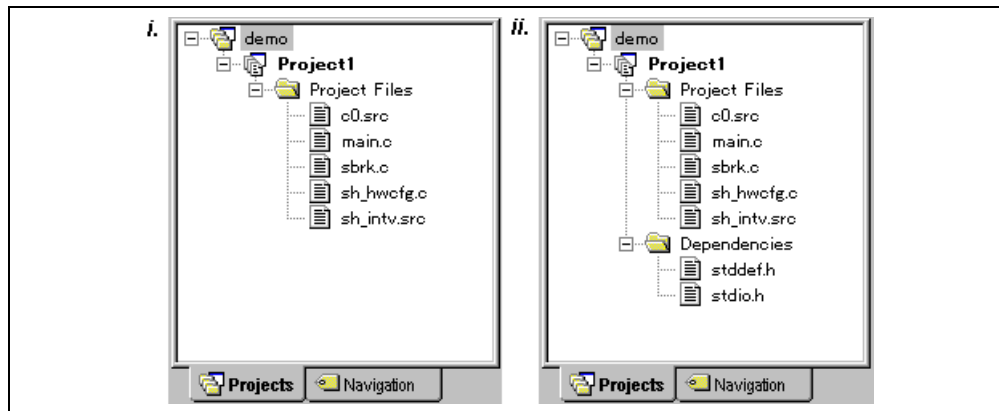 i.
demo
Project1
Project Files
c0.src
main.c
sbrk.c
sh_hwcfg.c
sh_intv.src
Projects
Navigation
ii.
demo
Project1
Project Files
c0.src
main.c
sbrk.c
sh_hwcfg.c
sh_intv.src
Dependencies
stddef.h
stdio.h
Projects
Navigation